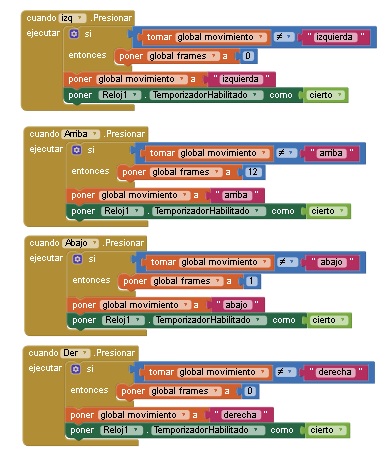 cuando izq .Presionar
ejecutar si tomar global movimiento ≠ " izquierda "
entonces poner global frames a 0
poner global movimiento a " izquierda "
poner Reloj1 . TemporizadorHabilitado como cierto
cuando Arriba .Presionar
ejecutar si tomar global movimiento ≠ " arriba "
entonces poner global frames a 12
poner global movimiento a " arriba "
poner Reloj1 . TemporizadorHabilitado como cierto
cuando Abajo .Presionar
ejecutar si tomar global movimiento ≠ " abajo "
entonces poner global frames a 1
poner global movimiento a " abajo "
poner Reloj1 . TemporizadorHabilitado como cierto
cuando Der .Presionar
ejecutar si tomar global movimiento ≠ " derecha "
entonces poner global frames a 0
poner global movimiento a " derecha "
poner Reloj1 . TemporizadorHabilitado como cierto